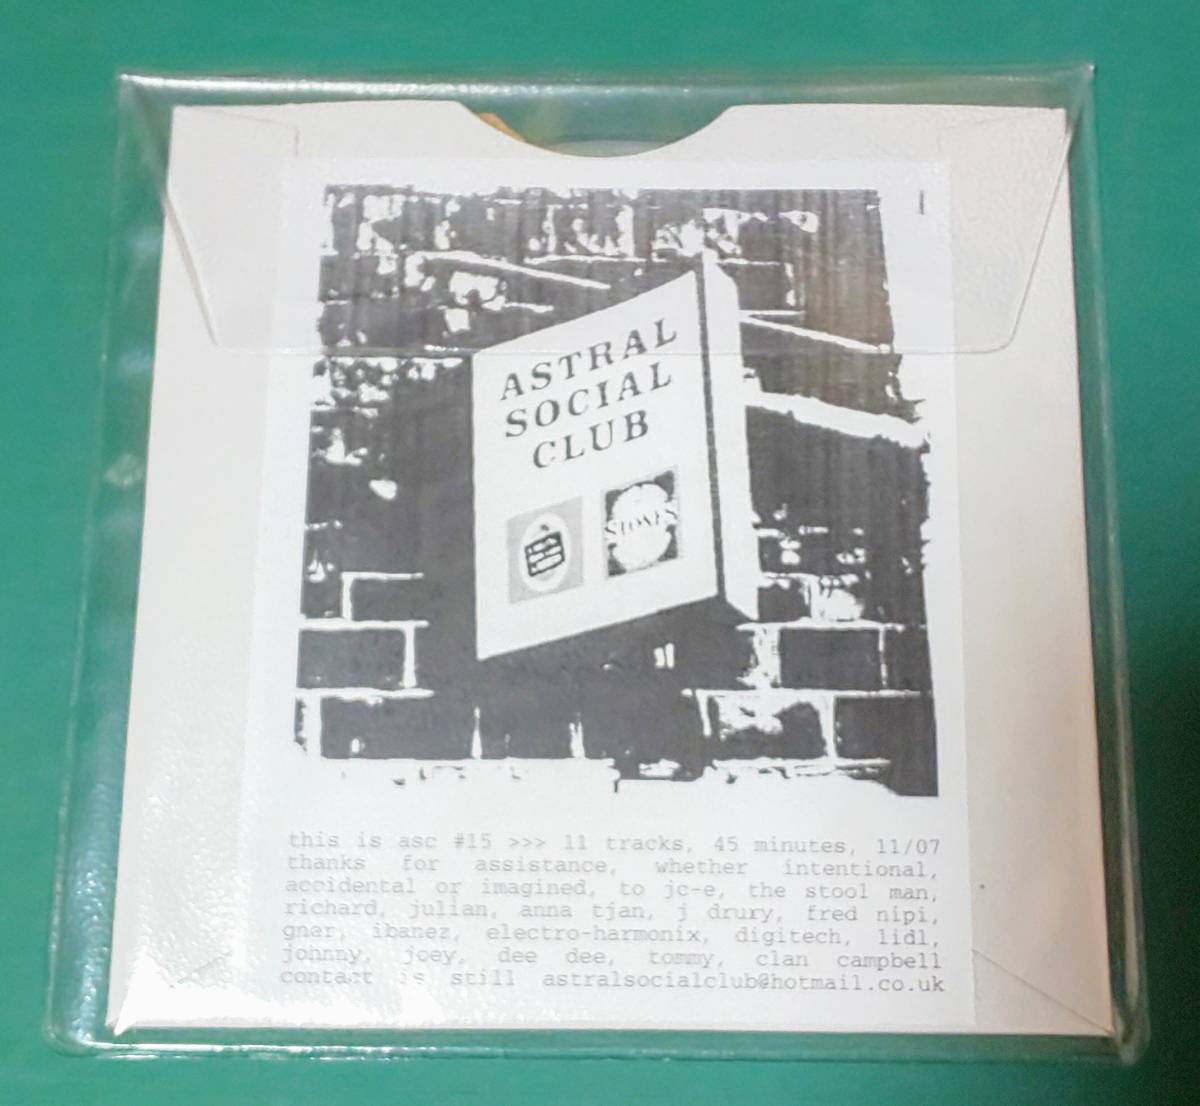 ASTRAL
SOCIAL
CLUB
STONES
this is asc #15 >>> 11 tracks, 45 minutes, 11/07
thanks for assistance, whether intentional,
accidental or imagined, to jc-e, the stool man,
richard, julian, anna tjan, j drury, fred nipi,
gner, ibanez, electro-harmonix, digitech, lidl,
johnny, joey, dee dee, tommy, clan campbell
contact is still astralsocialclub@hotmail.co.uk